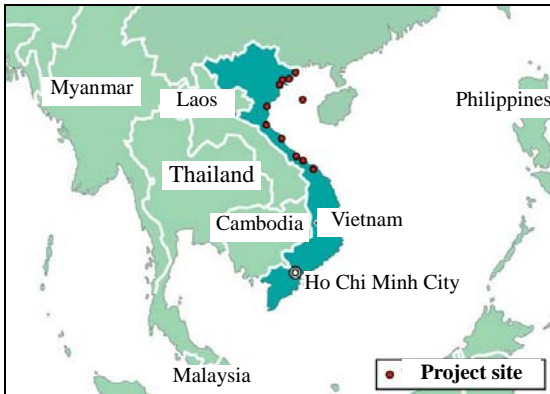 Myanmar
Laos
Philippines
Thailand
Cambodia
Vietnam
Ho Chi Minh City
Malaysia
Project site